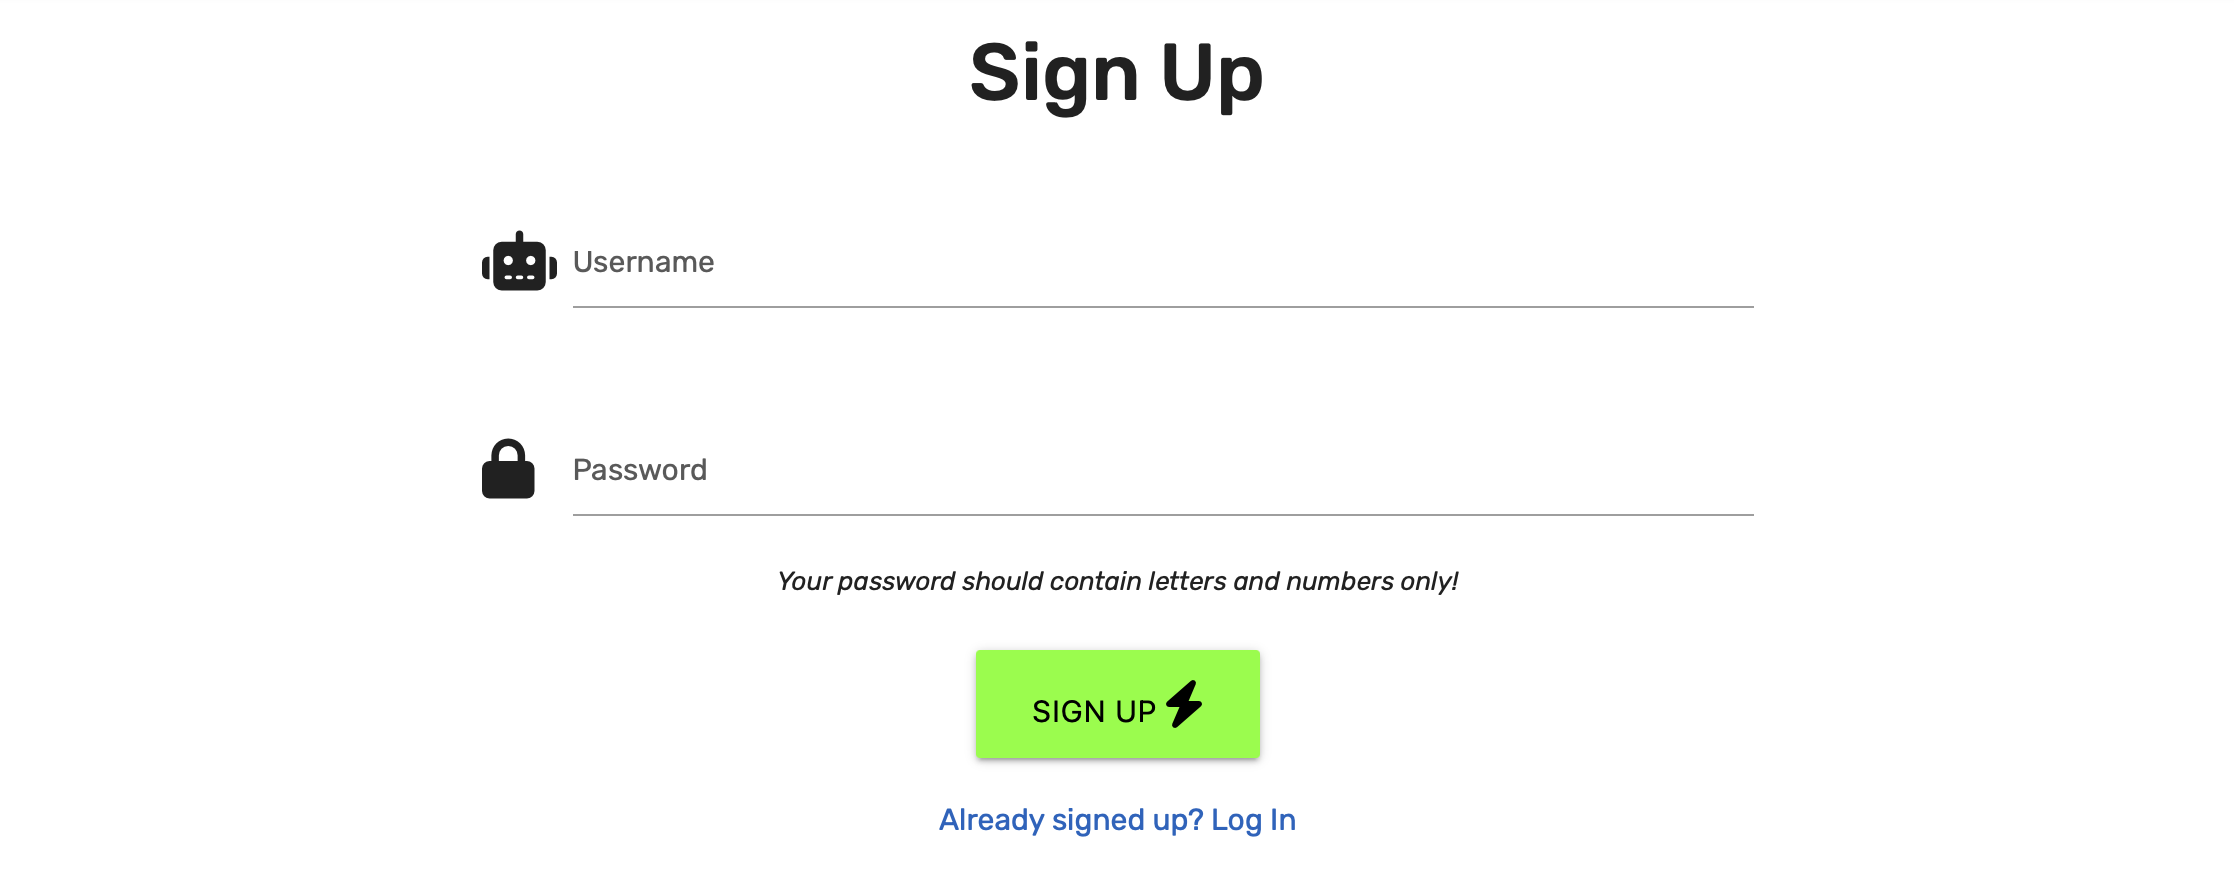 Sign Up
Username
Password
Your password should contain letters and numbers only!
SIGN UP
Already signed up? Log In